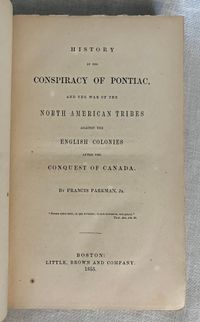 HISTORY
OF THE
CONSPIRACY OF PONTIAC,
AND THE WAR OF THE
NORTH AMERICAN TRIBES
AGAINST THE
ENGLISH COLONIES
AFTER THE
CONQUEST OF CANADA.
BY FRANCIS PARKMAN, JR.
BOSTON:
LITTLE, BROWN AND COMPANY.